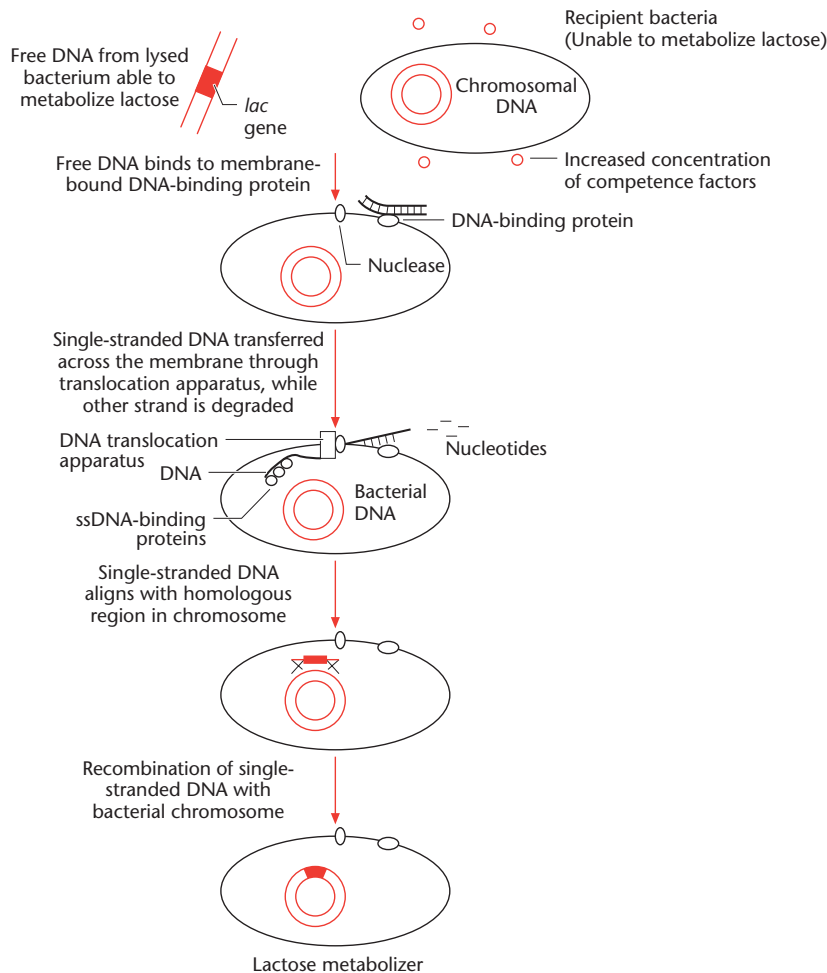 Free DNA from lysed
bacterium able to
metabolize lactose
lac
gene
Recipient bacteria
(Unable to metabolize lactose)
Chromosomal
DNA
Increased concentration
of competence factors
Free DNA binds to membrane-
bound DNA-binding protein
DNA-binding protein
Nuclease
Single-stranded DNA transferred
across the membrane through
translocation apparatus, while
other strand is degraded
DNA translocation
apparatus
Nucleotides
DNA
Bacterial
DNA
ssDNA-binding
proteins
Single-stranded DNA
aligns with homologous
region in chromosome
Recombination of single-
stranded DNA with
bacterial chromosome
Lactose metabolizer